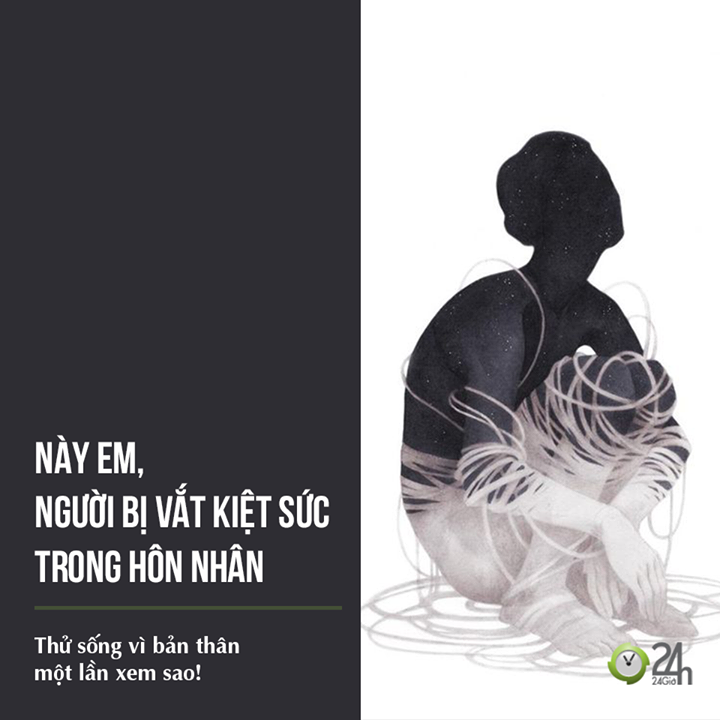 NÀY EM,
NGƯỜI BỊ VẮT KIỆT SỨC
TRONG HÔN NHÂN
Thử sống vì bản thân
một lần xem sao!
24h
24Giờ